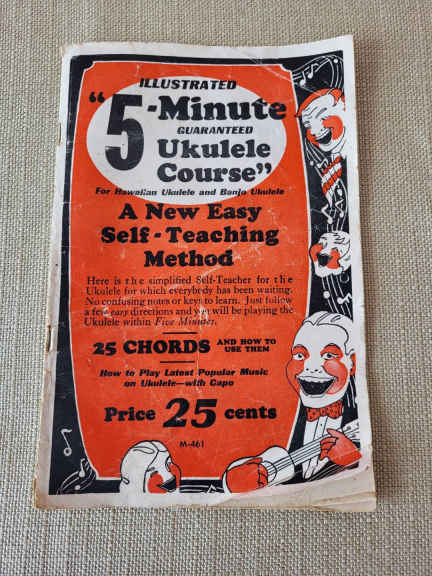 ILLUSTRATED
"5-Minute
GUARANTEED
Ukulele
Course"
For Hawaiian Ukulele and Banjo Ukulele
A New Easy
Self-Teaching
Method
Here is the simplified Self-Teacher for the
Ukulele for which everybody has been waiting.
No confusing notes or keys to learn. Just follow
a few easy directions and you will be playing the
Ukulele within Five Minutes.
25 CHORDS AND HOW TO
USE THEM
How to Play Latest Popular Music
on Ukulele—with Capo
Price 25 cents
M-461